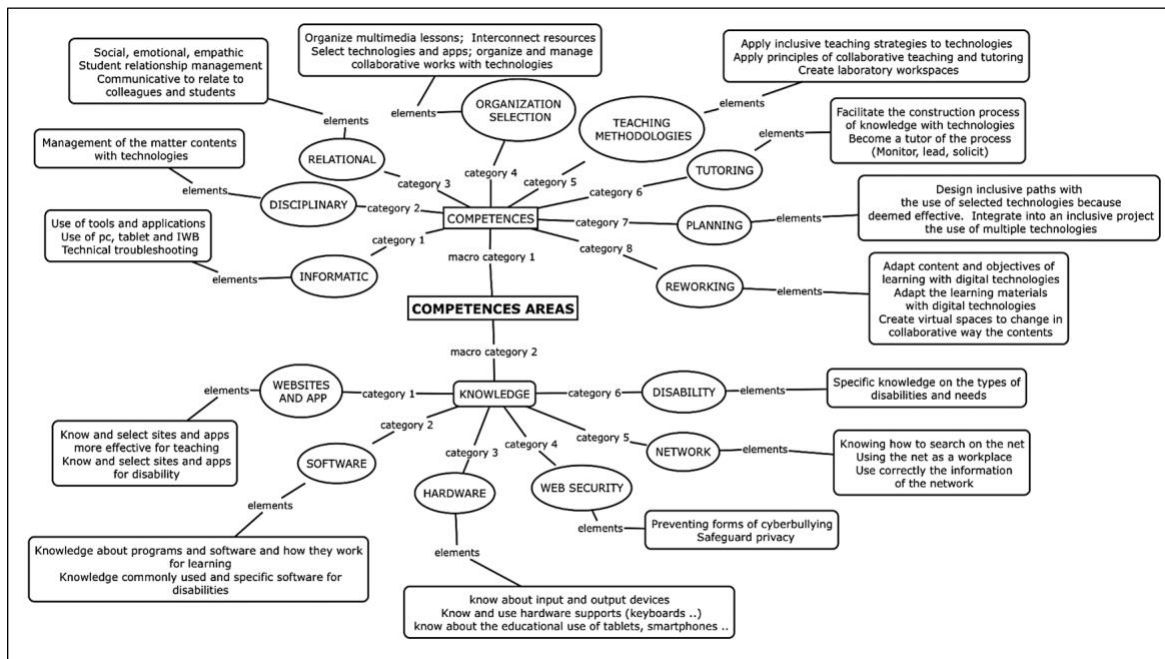 Social, emotional, empathic
Student relationship management
Communicative to relate to
colleagues and students
elements
RELATIONAL
category 3
Organize multimedia lessons; Interconnect resources
Select technologies and apps; organize and manage
collaborative works with technologies
elements
ORGANIZATION
SELECTION
category 4
Apply inclusive teaching strategies to technologies
Apply principles of collaborative teaching and tutoring
Create laboratory workspaces
elements
TEACHING
METHODOLOGIES
category 5
Facilitate the construction process
of knowledge with technologies
Become a tutor of the process
(Monitor, lead, solicit)
elements
TUTORING
category 6
Management of the matter contents
with technologies
elements
DISCIPLINARY
category 2
COMPETENCES
category 7
PLANNING
elements
Design inclusive paths with
the use of selected technologies because
deemed effective. Integrate into an inclusive project
the use of multiple technologies
Use of tools and applications
Use of pc, tablet and IWB
Technical troubleshooting
elements
INFORMATIC
category 1
macro category 1
category 8
REWORKING
elements
Adapt content and objectives of
learning with digital technologies
Adapt the learning materials
with digital technologies
Create virtual spaces to change in
collaborative way the contents
COMPETENCES AREAS
macro category 2
KNOWLEDGE
category 1
WEBSITES
AND APP
elements
Know and select sites and apps
more effective for teaching
Know and select sites and apps
for disability
category 2
SOFTWARE
elements
Knowledge about programs and software and how they work
for learning
Knowledge commonly used and specific software for
disabilities
category 3
HARDWARE
elements
know about input and output devices
Know and use hardware supports (keyboards ..)
know about the educational use of tablets, smartphones ..
category 4
WEB SECURITY
elements
Preventing forms of cyberbullying
Safeguard privacy
category 5
NETWORK
elements
Knowing how to search on the net
Using the net as a workplace
Use correctly the information
of the network
category 6
DISABILITY
elements
Specific knowledge on the types of
disabilities and needs